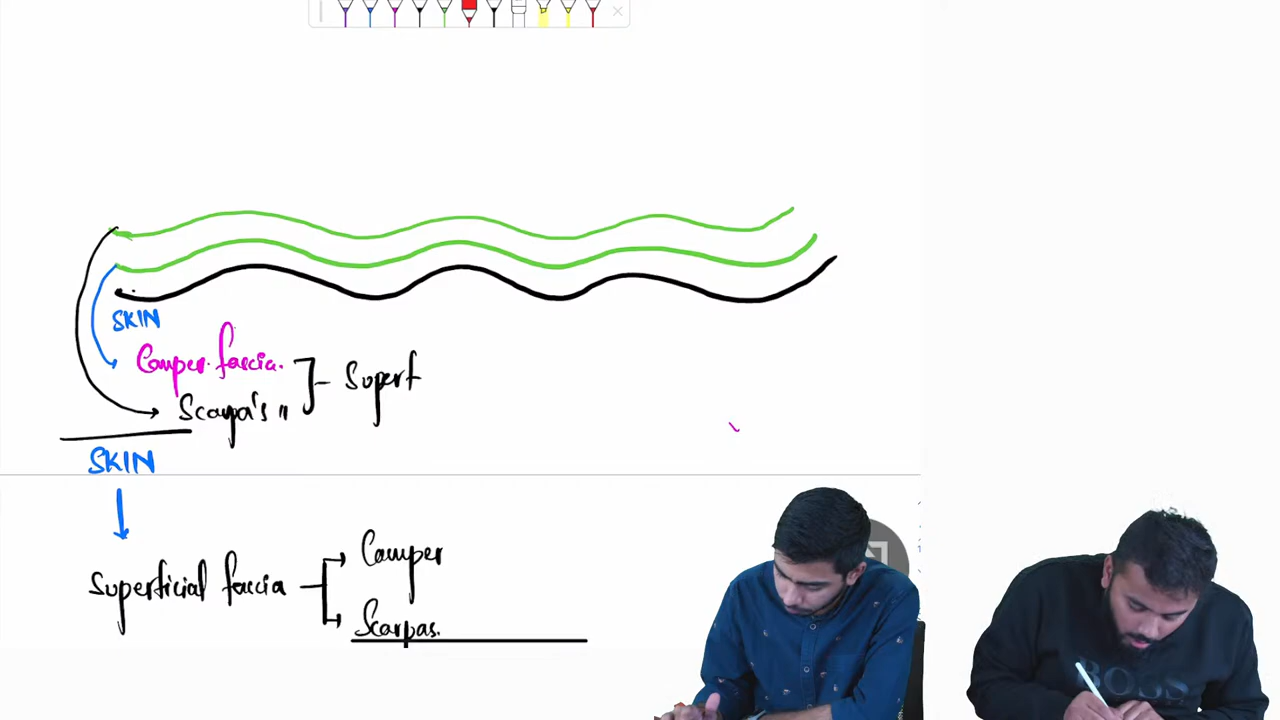 SKIN
Camper fascia.
Scarpa's 〃
Superf
SKIN
Superficial fascia
Camper
Scarpas.
BOSS